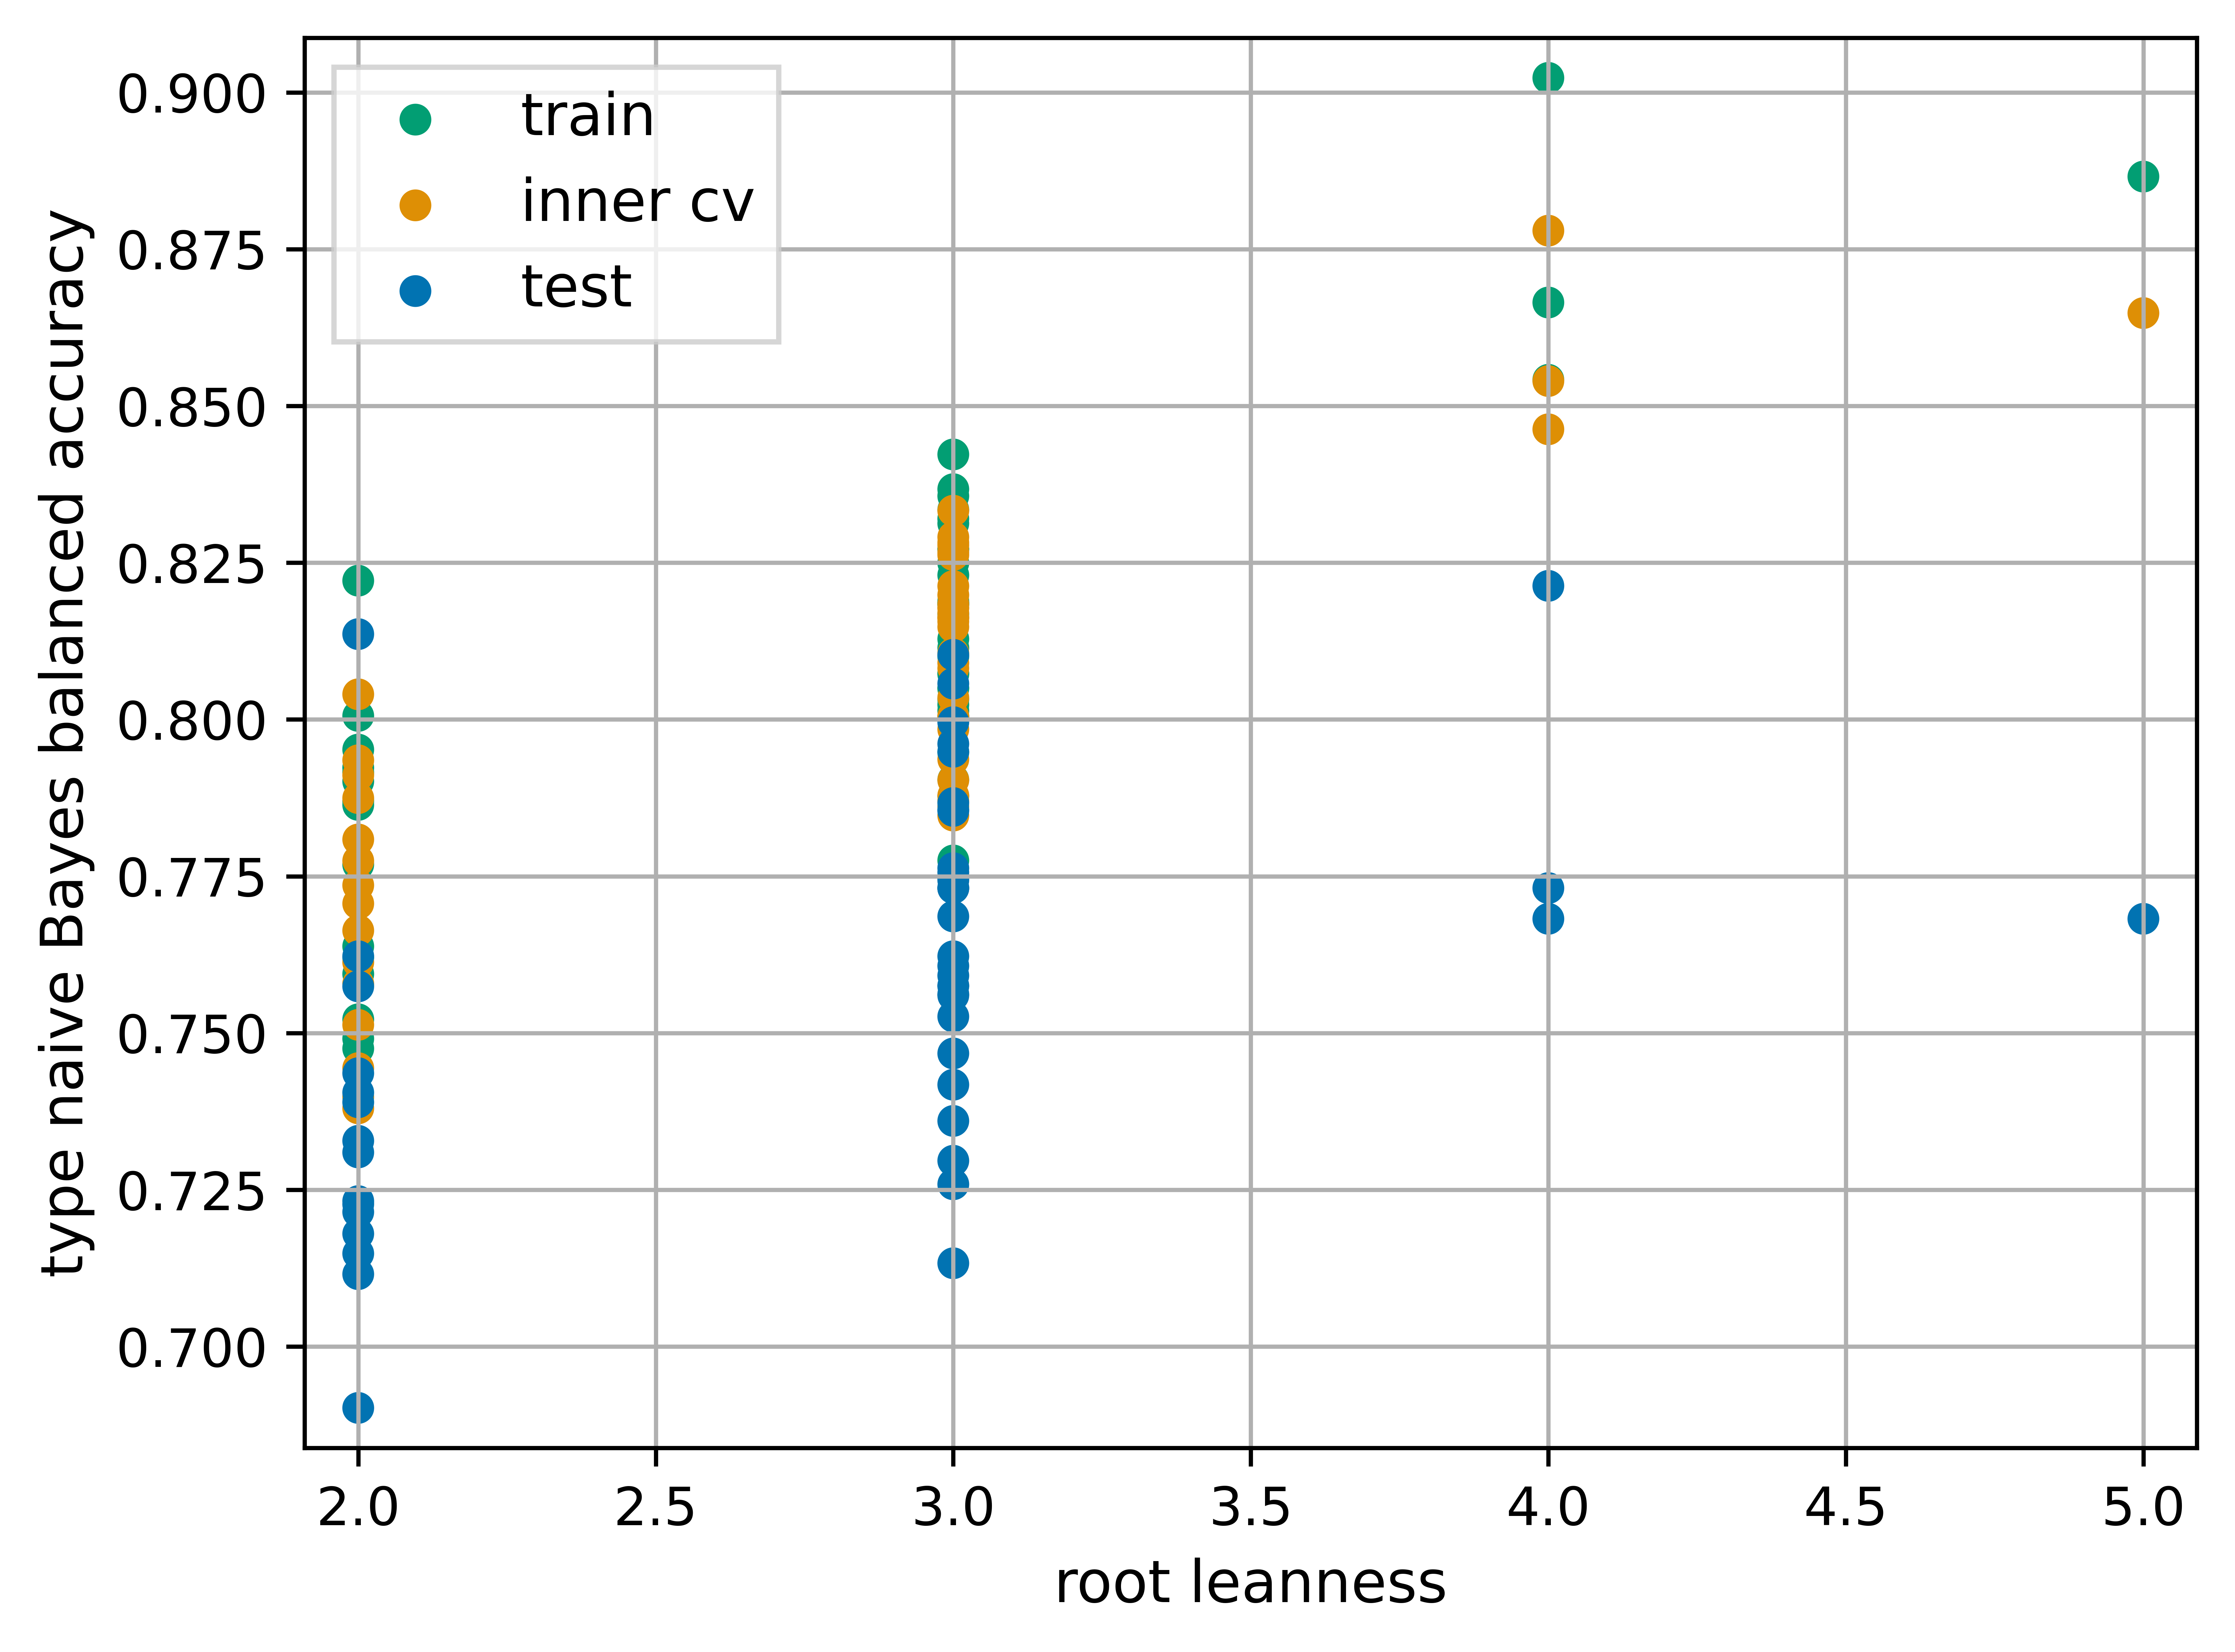 train
inner cv
test
type naive Bayes balanced accuracy
0.900
0.875
0.850
0.825
0.800
0.775
0.750
0.725
0.700
2.0 2.5 3.0 3.5 4.0 4.5 5.0
root leanness